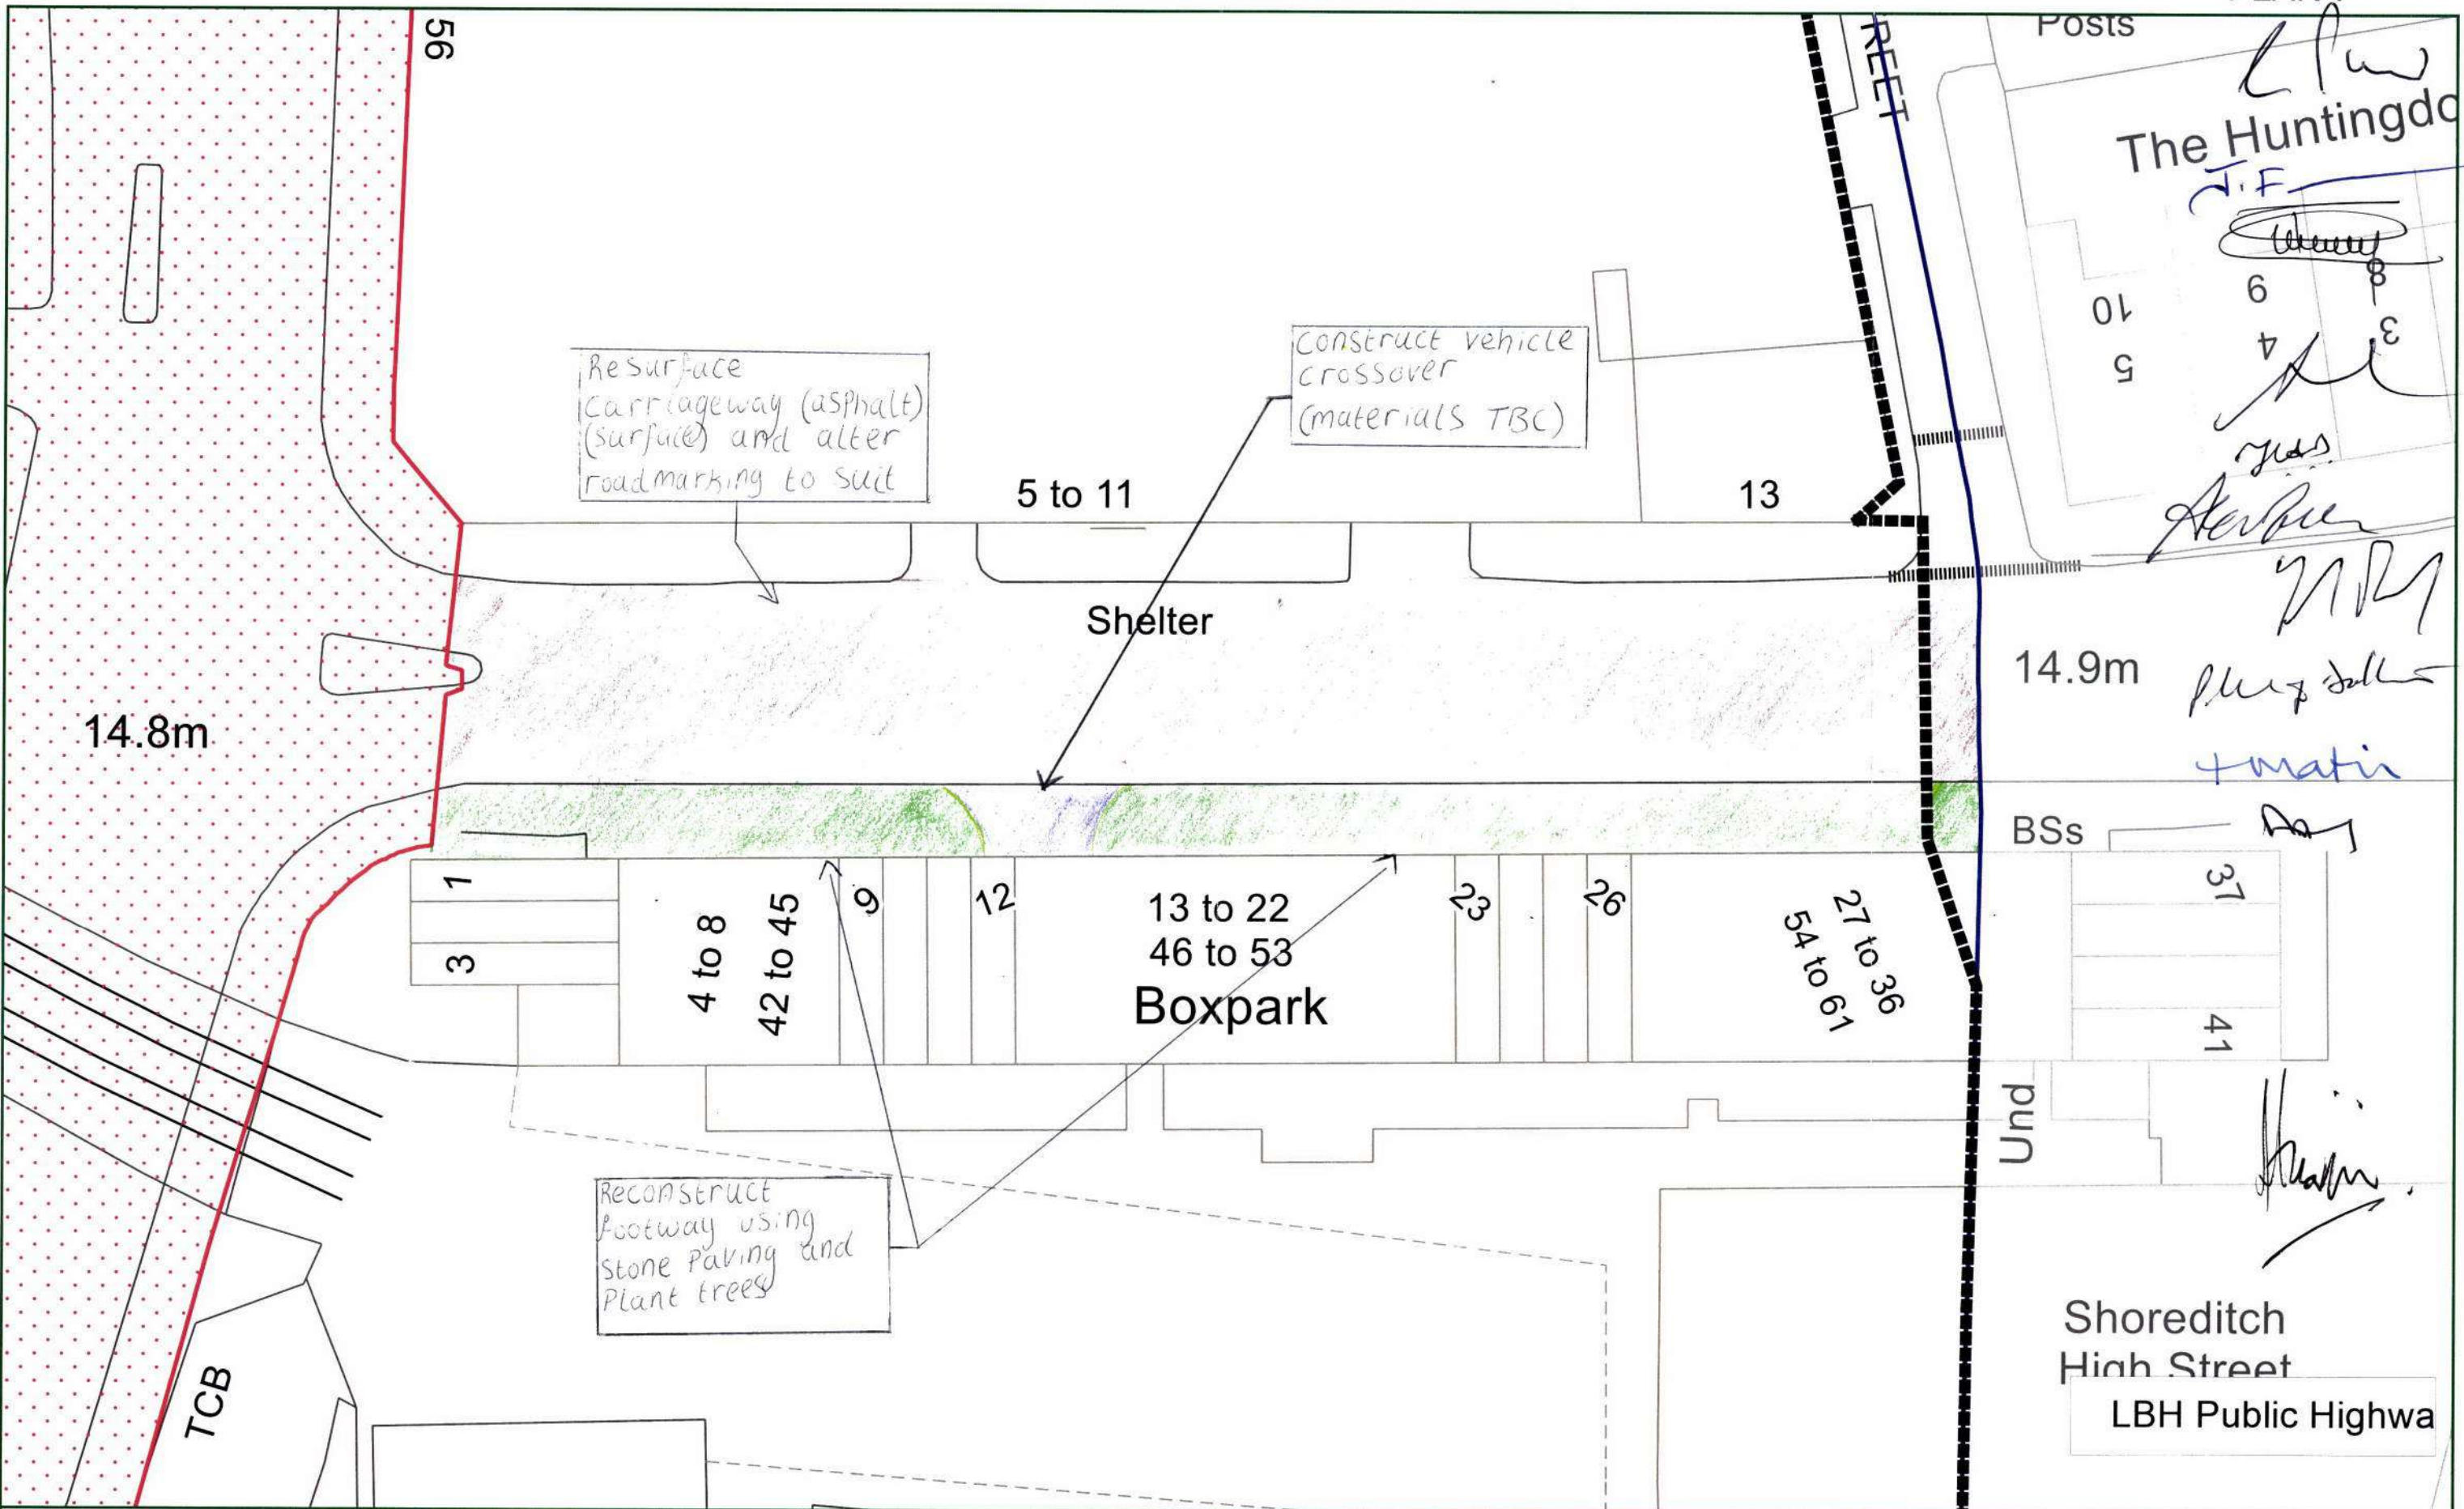 56
REET
Posts
The Huntingdo
J.F
10
9
8
5
4
3
Resurface
carriageway (asphalt)
(surface) and alter
roadmarking to suit
construct vehicle
crossover
(materials TBC)
5 to 11
13
Shelter
14.8m
14.9m
BSs
1
3
4 to 8
42 to 45
9
12
13 to 22
46 to 53
Boxpark
23
26
27 to 36
54 to 61
37
41
Und
Reconstruct
footway using
Stone Paving and
Plant trees
TCB
Shoreditch
High Street
LBH Public Highwa